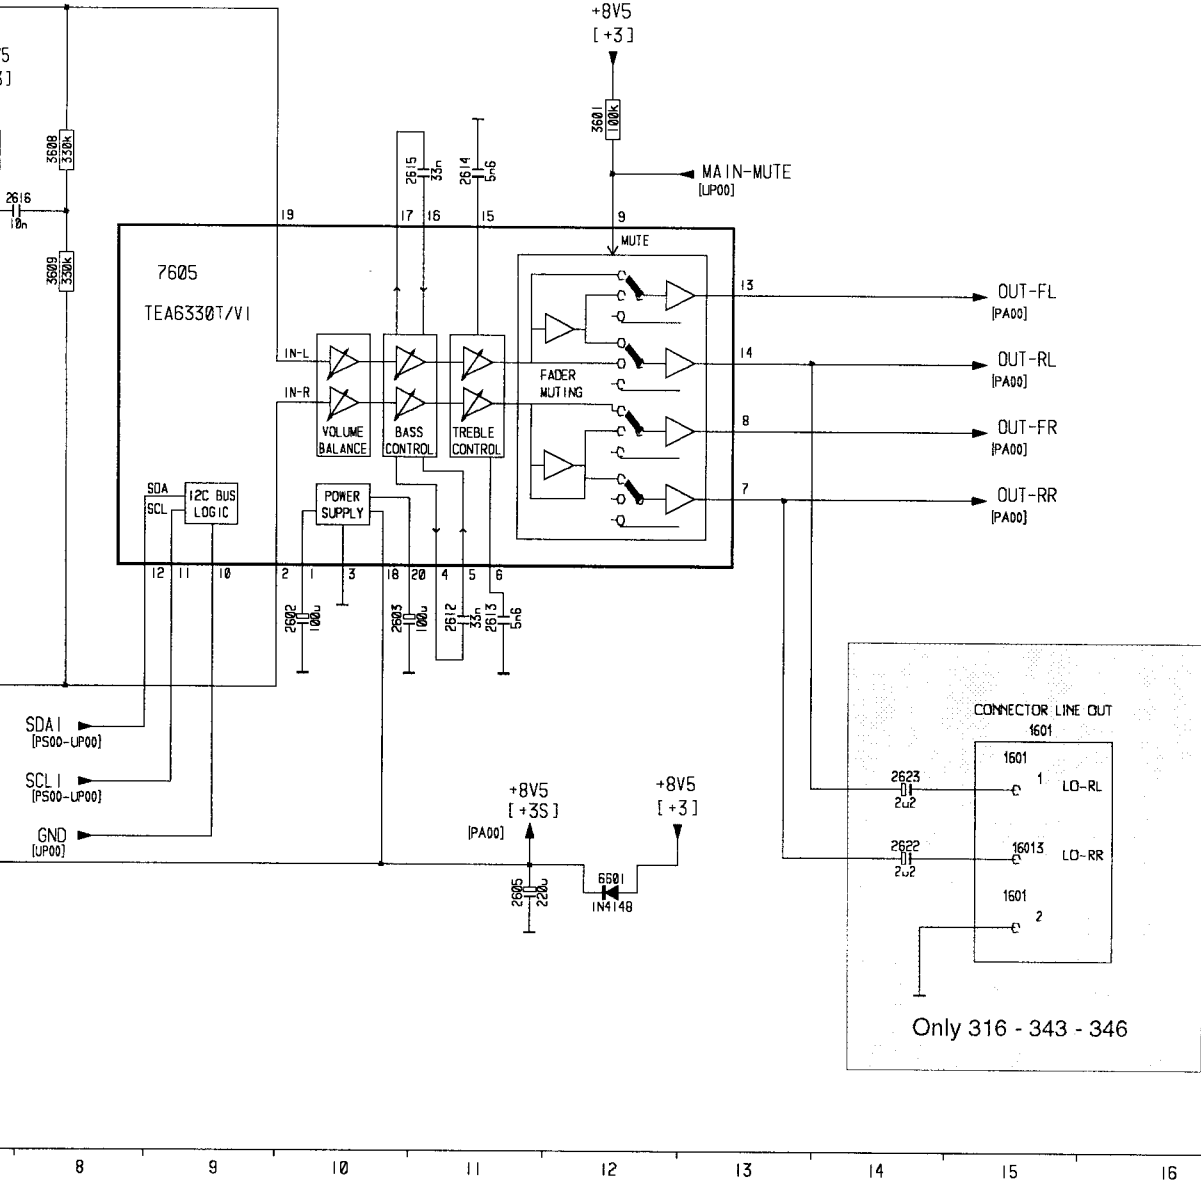 +8V5
[+3]
3601
100k
MAIN-MUTE
[UP00]
3608
330k
2616
10n
3609
330k
2615
33n
2614
5n6
19
17
16
15
9
MUTE
7605
TEA6330T/V1
IN-L
IN-R
VOLUME
BALANCE
BASS
CONTROL
TREBLE
CONTROL
FADER
MUTING
13
OUT-FL
[PA00]
14
OUT-RL
[PA00]
8
OUT-FR
[PA00]
7
OUT-RR
[PA00]
SDA
SCL
I2C BUS
LOGIC
POWER
SUPPLY
12
11
10
2
1
3
18
20
4
5
6
2602
100u
2603
100u
2612
33n
2613
5n6
SDA1
[PS00-UP00]
SCL1
[PS00-UP00]
GND
[UP00]
+8V5
[+3S]
[PA00]
+8V5
[+3]
2605
220u
6601
1N4148
CONNECTOR LINE OUT
1601
1601
1
LO-RL
2623
2u2
16013
LO-RR
2622
2u2
1601
2
Only 316 - 343 - 346
8
9
10
11
12
13
14
15
16